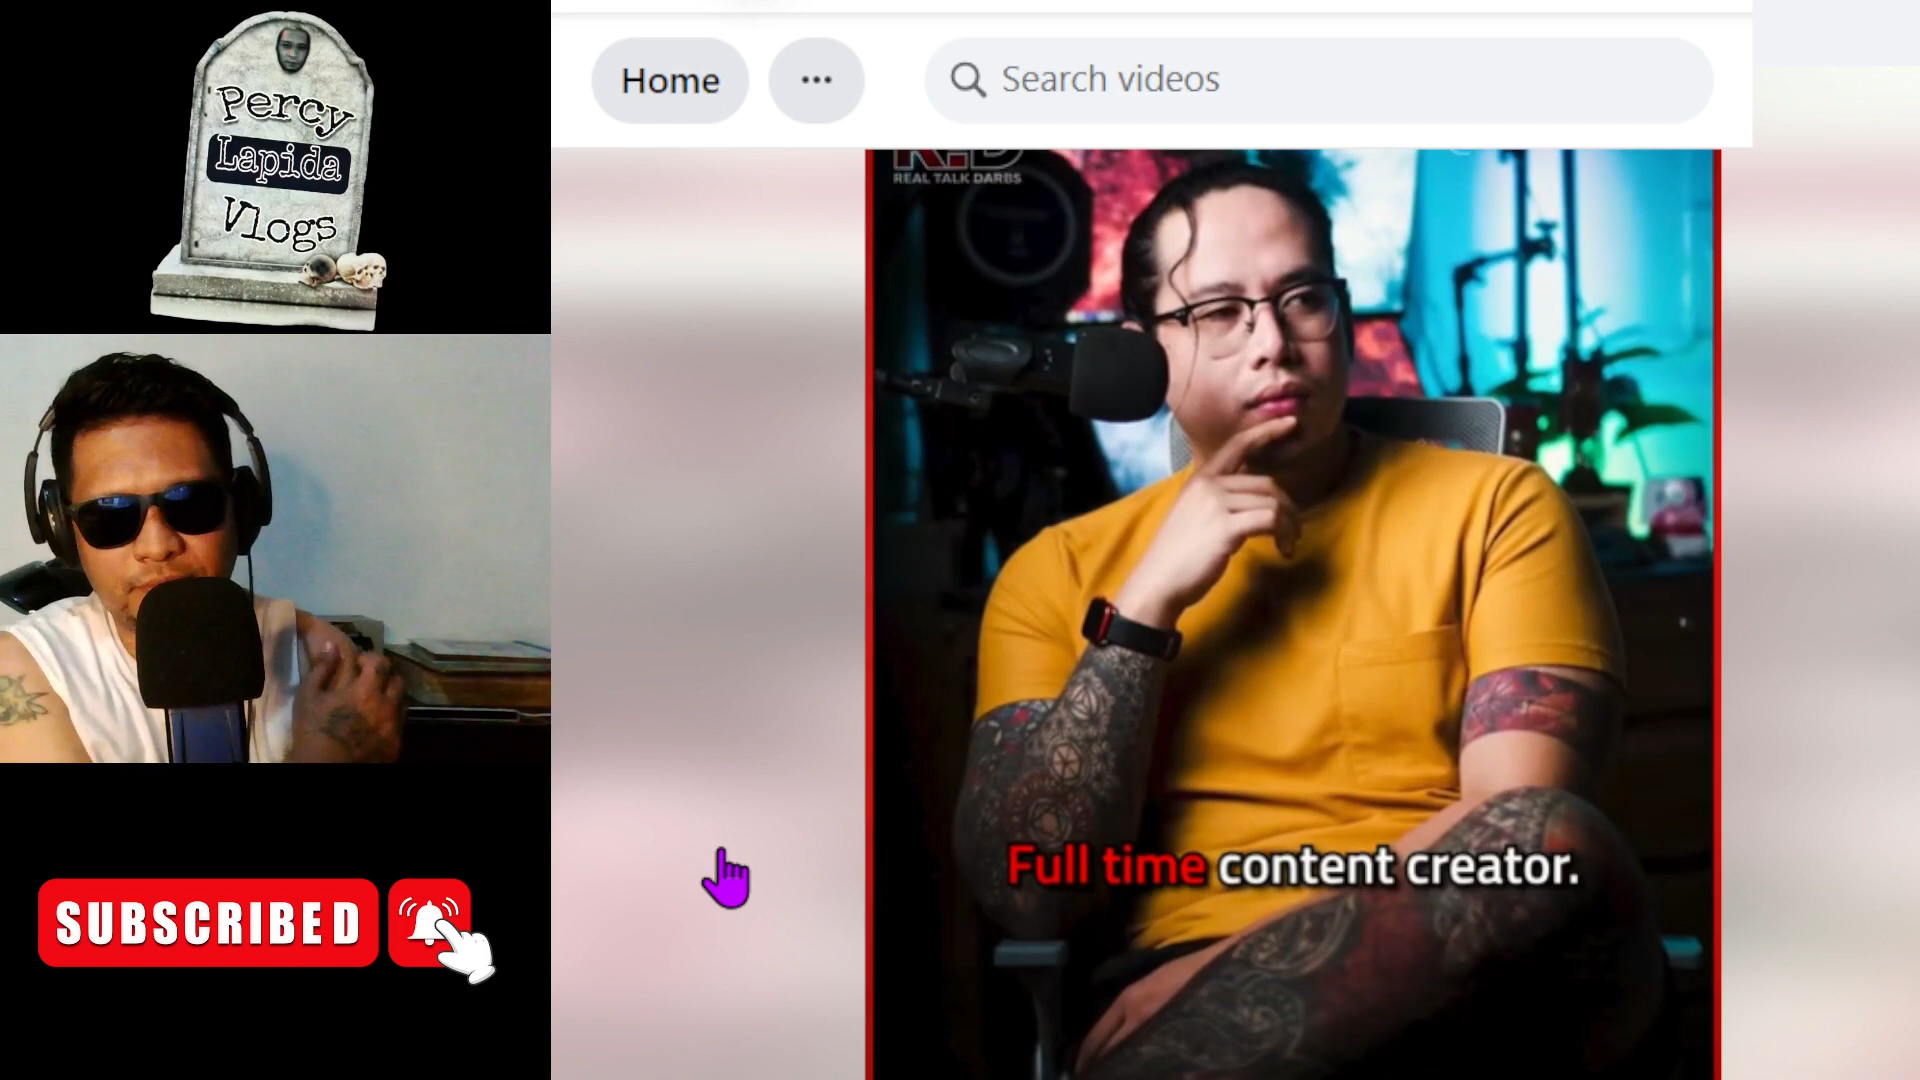 Percy
Lapida
Vlogs
SUBSCRIBED
Home
Search videos
REAL TALK DARBS
Full time content creator.